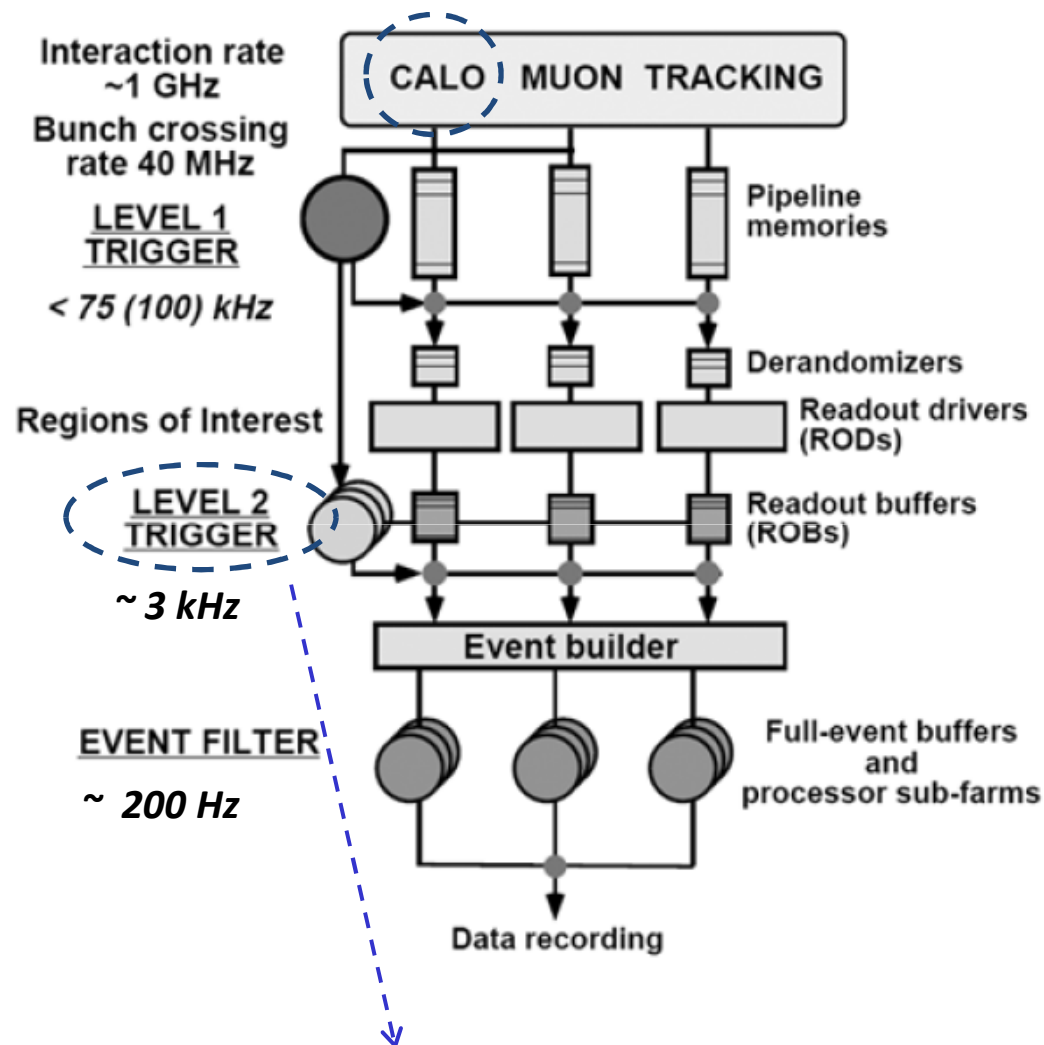 Interaction rate
~1 GHz
Bunch crossing
rate 40 MHz
CALO MUON TRACKING
LEVEL 1
TRIGGER
< 75 (100) kHz
Pipeline
memories
Derandomizers
Regions of Interest
Readout drivers
(RODs)
LEVEL 2
TRIGGER
~ 3 kHz
Readout buffers
(ROBs)
Event builder
EVENT FILTER
~ 200 Hz
Full-event buffers
and
processor sub-farms
Data recording